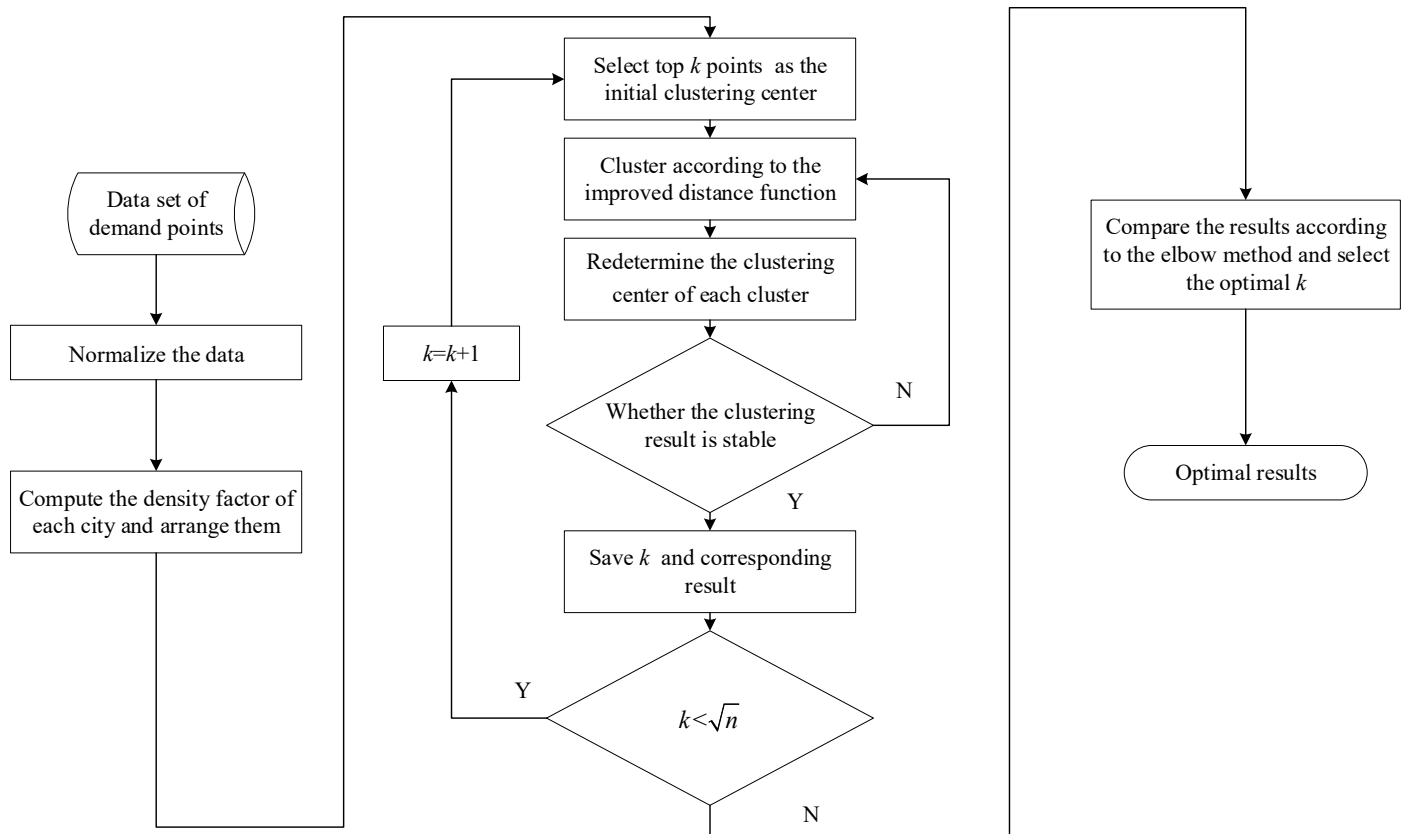 Data set of
demand points
Normalize the data
Compute the density factor of
each city and arrange them
Select top k points as the
initial clustering center
Cluster according to the
improved distance function
Redetermine the clustering
center of each cluster
k=k+1
Whether the clustering
result is stable
N
Y
Save k and corresponding
result
Y
k<√n
N
Compare the results according
to the elbow method and select
the optimal k
Optimal results